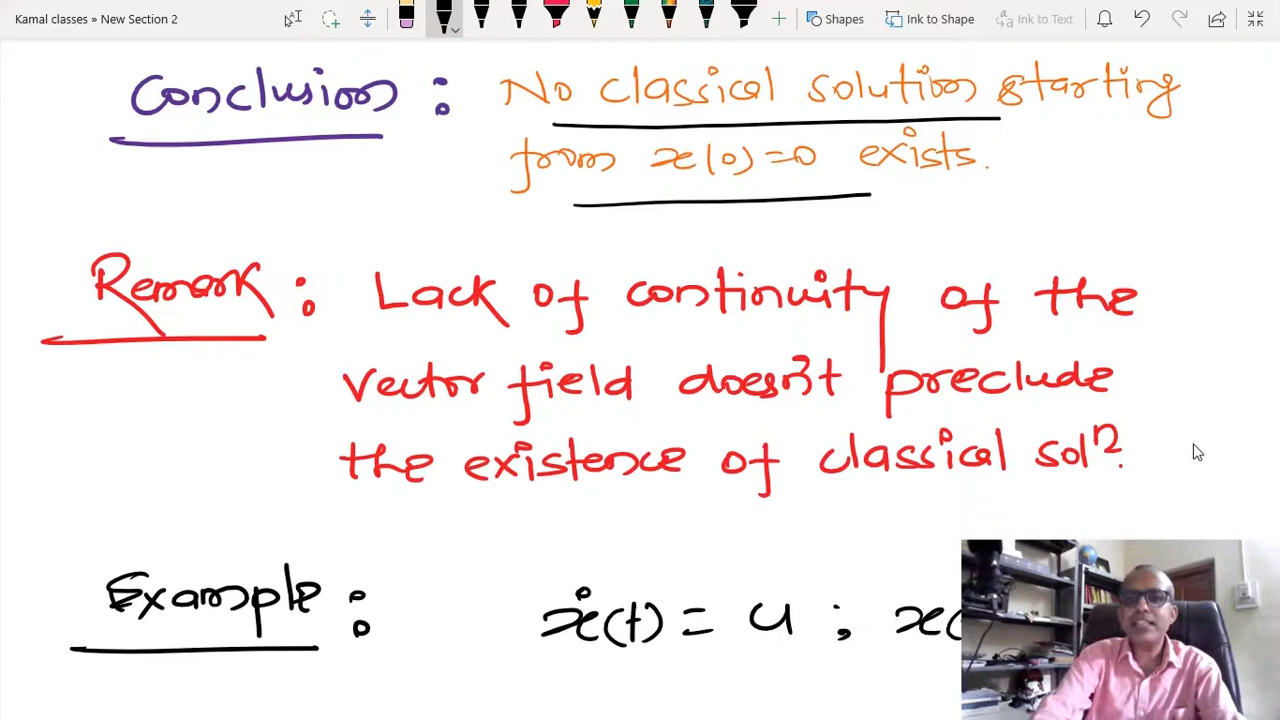 Kamal classes » New Section 2
Shapes
Ink to Shape
Ink to Text
Conclusion : No classical solution starting
from x(0)=0 exists.
Remark : Lack of continuity of the
vector field doesn't preclude
the existence of classical solⁿ.
Example : ẋ(t) = u ; x(